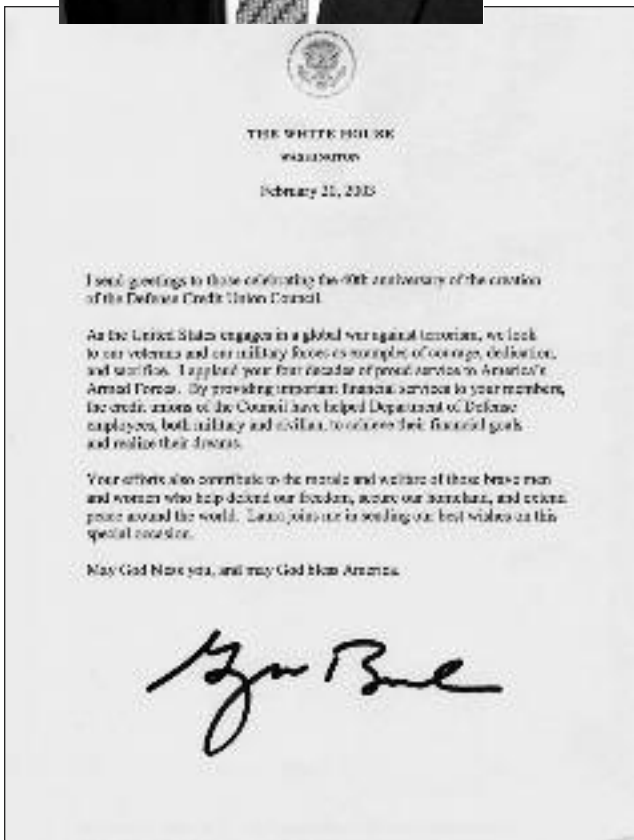 THE WHITE HOUSE
WASHINGTON
February 21, 2003
I send greetings to those celebrating the 40th anniversary of the creation
of the Defense Credit Union Council.
As the United States engages in a global war against terrorism, we look
to our veterans and our military forces as examples of courage, dedication,
and sacrifice. I applaud your four decades of proud service to America's
Armed Forces. By providing important financial services to your members,
the credit unions of the Council have helped Department of Defense
employees, both military and civilian, to achieve their financial goals
and realize their dreams.
Your efforts also contribute to the morale and welfare of those brave men
and women who help defend our freedom, secure our homeland, and extend
peace around the world. Laura joins me in sending our best wishes on this
special occasion.
May God bless you, and may God bless America.